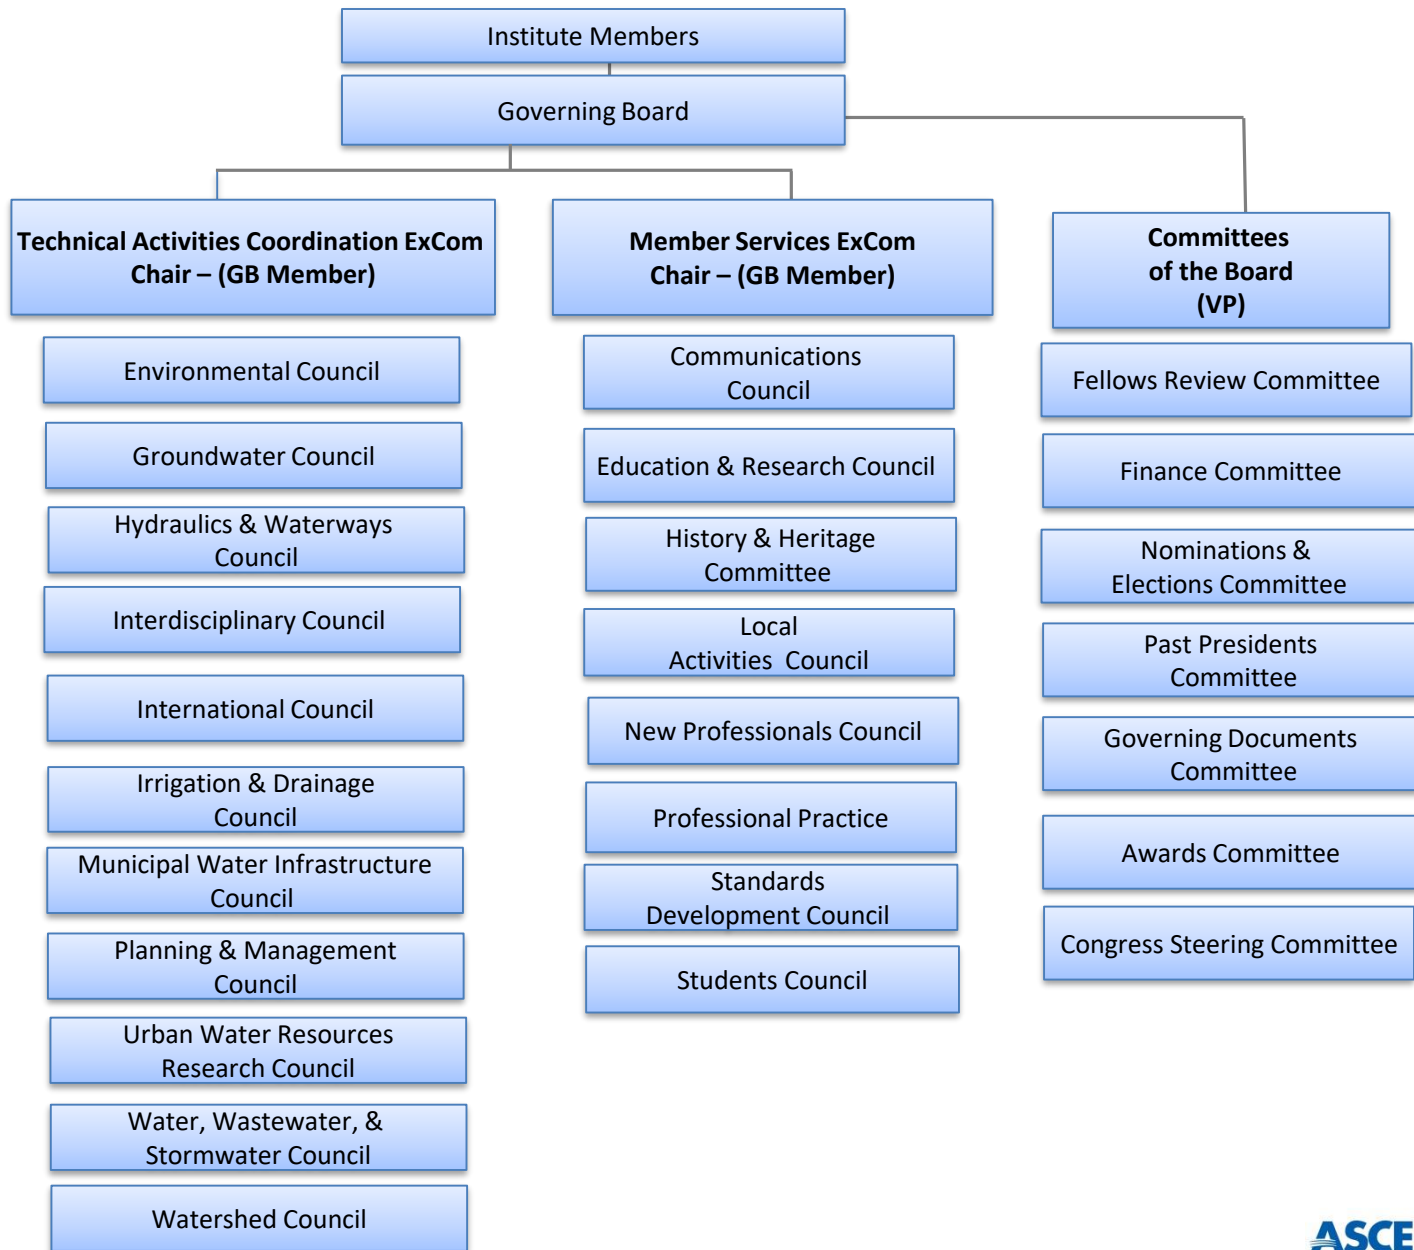 Institute Members
Governing Board
Technical Activities Coordination ExCom
Chair – (GB Member)
Environmental Council
Groundwater Council
Hydraulics & Waterways
Council
Interdisciplinary Council
International Council
Irrigation & Drainage
Council
Municipal Water Infrastructure
Council
Planning & Management
Council
Urban Water Resources
Research Council
Water, Wastewater, &
Stormwater Council
Watershed Council
Member Services ExCom
Chair – (GB Member)
Communications
Council
Education & Research Council
History & Heritage
Committee
Local
Activities  Council
New Professionals Council
Professional Practice
Standards
Development Council
Students Council
Committees
of the Board
(VP)
Fellows Review Committee
Finance Committee
Nominations &
Elections Committee
Past Presidents
Committee
Governing Documents
Committee
Awards Committee
Congress Steering Committee
ASCE